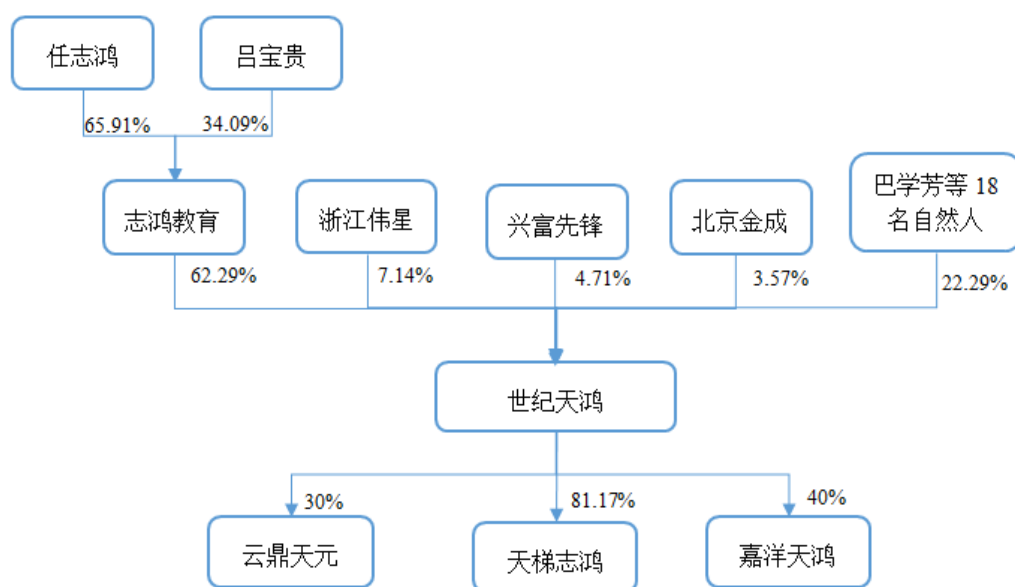 任志鸿
吕宝贵
65.91%
34.09%
志鸿教育
浙江伟星
兴富先锋
北京金成
巴学芳等 18
名自然人
62.29%
7.14%
4.71%
3.57%
22.29%
世纪天鸿
30%
81.17%
40%
云鼎天元
天梯志鸿
嘉洋天鸿